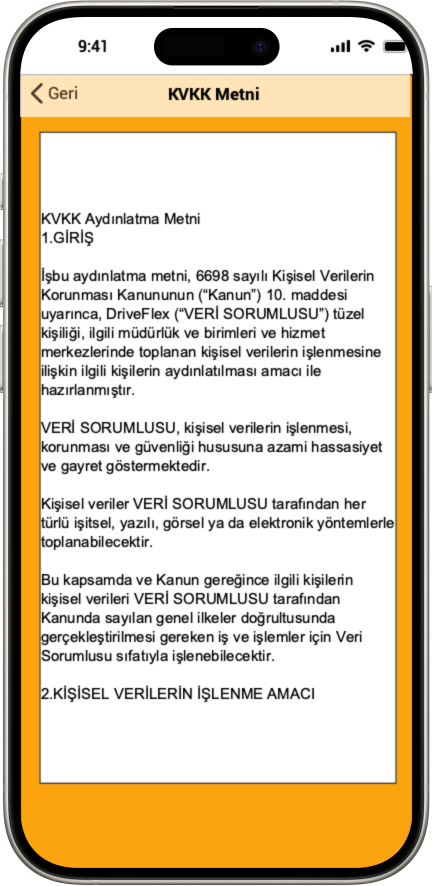 9:41
Geri
KVKK Metni
KVKK Aydınlatma Metni
1.GİRİŞ
İşbu aydınlatma metni, 6698 sayılı Kişisel Verilerin
Korunması Kanununun (“Kanun”) 10. maddesi
uyarınca, DriveFlex (“VERİ SORUMLUSU”) tüzel
kişiliği, ilgili müdürlük ve birimleri ve hizmet
merkezlerinde toplanan kişisel verilerin işlenmesine
ilişkin ilgili kişilerin aydınlatılması amacı ile
hazırlanmıştır.
VERİ SORUMLUSU, kişisel verilerin işlenmesi,
korunması ve güvenliği hususuna azami hassasiyet
ve gayret göstermektedir.
Kişisel veriler VERİ SORUMLUSU tarafından her
türlü işitsel, yazılı, görsel ya da elektronik yöntemlerle
toplanabilecektir.
Bu kapsamda ve Kanun gereğince ilgili kişilerin
kişisel verileri VERİ SORUMLUSU tarafından
Kanunda sayılan genel ilkeler doğrultusunda
gerçekleştirilmesi gereken iş ve işlemler için Veri
Sorumlusu sıfatıyla işlenebilecektir.
2.KİŞİSEL VERİLERİN İŞLENME AMACI